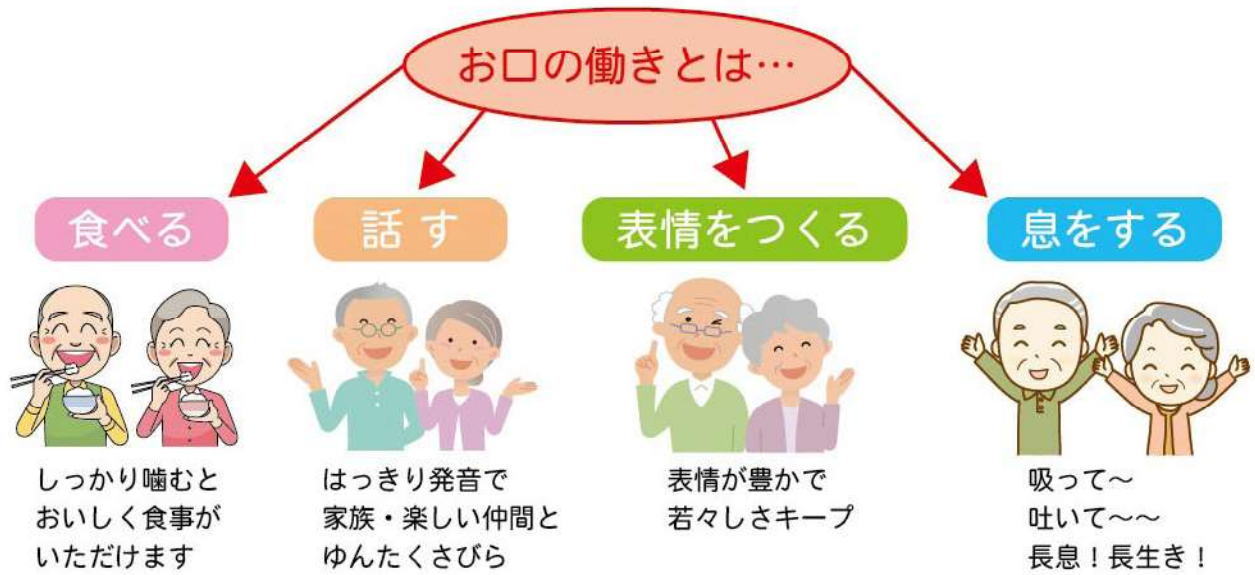 お口の働きとは…
食べる
話す
表情をつくる
息をする
しっかり噛むと
おいしく食事が
いただけます
はっきり発音で
家族・楽しい仲間と
ゆんたくさびら
表情が豊かで
若々しさキープ
吸って～
吐いて～～
長息！長生き！